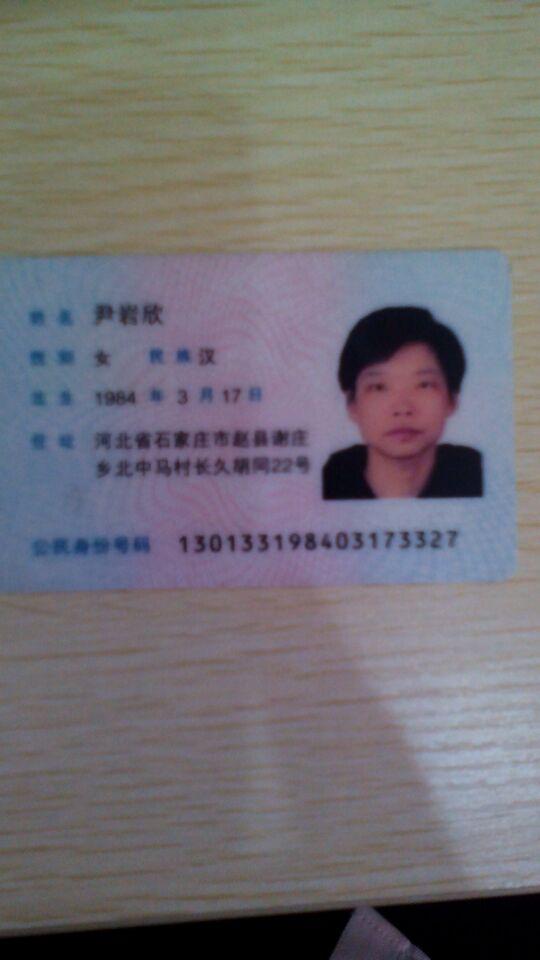 姓名 尹岩欣
性别 女 民族 汉
出生 1984 年 3 月 17 日
住址 河北省石家庄市赵县谢庄
乡北中马村长久胡同22号
公民身份号码 130133198403173327